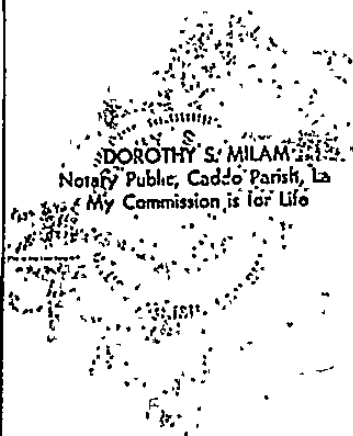 DOROTHY S. MILAM
Notary Public, Caddo Parish, La
My Commission is for Life